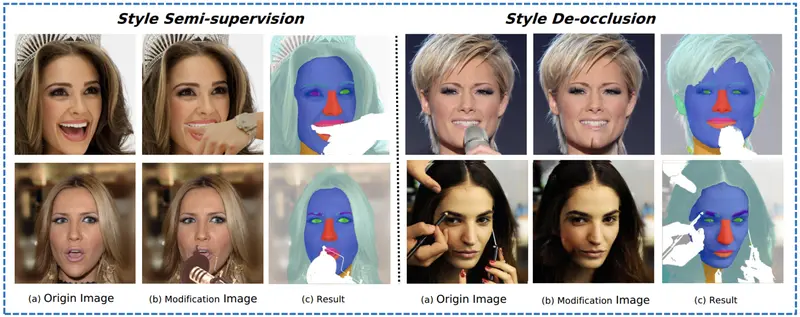 Style Semi-supervision
Style De-occlusion
(a) Origin Image
(b) Modification Image
(c) Result
(a) Origin Image
(b) Modification Image
(c) Result